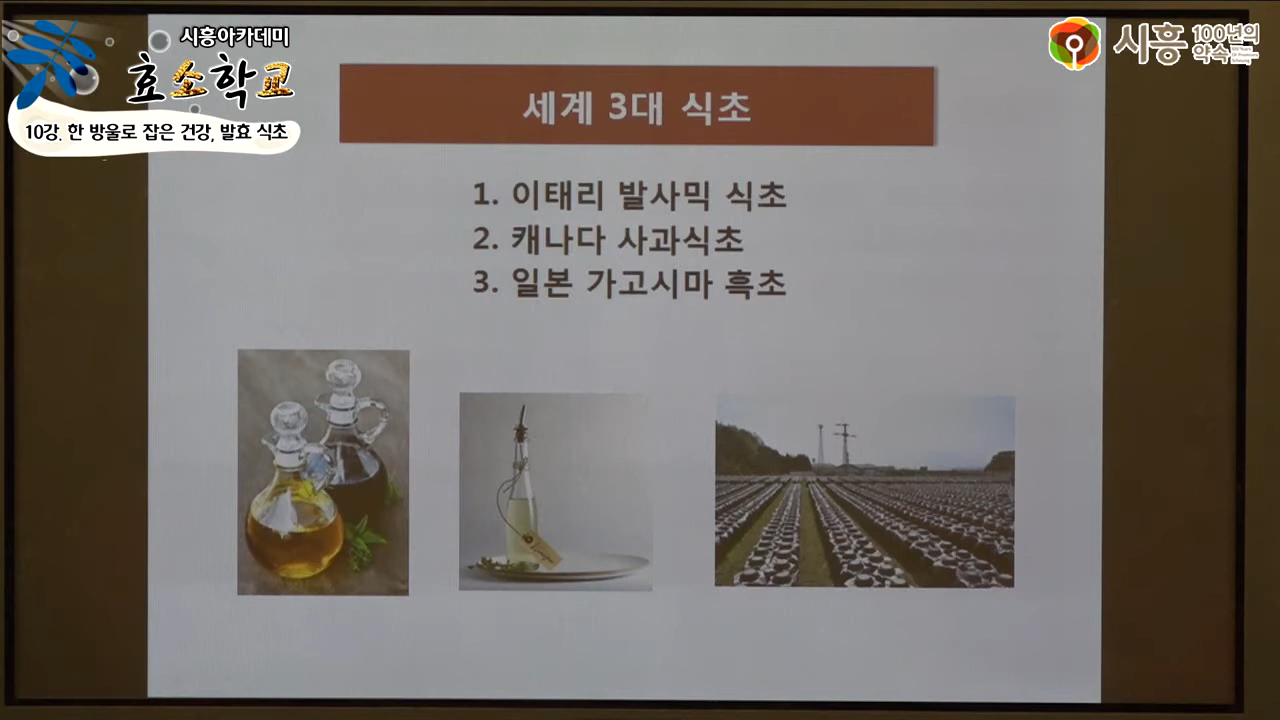 시흥아카데미
효소학교
10강. 한 방울로 잡은 건강, 발효 식초
시흥 100년의 약속
세계 3대 식초
1. 이태리 발사믹 식초
2. 캐나다 사과식초
3. 일본 가고시마 흑초